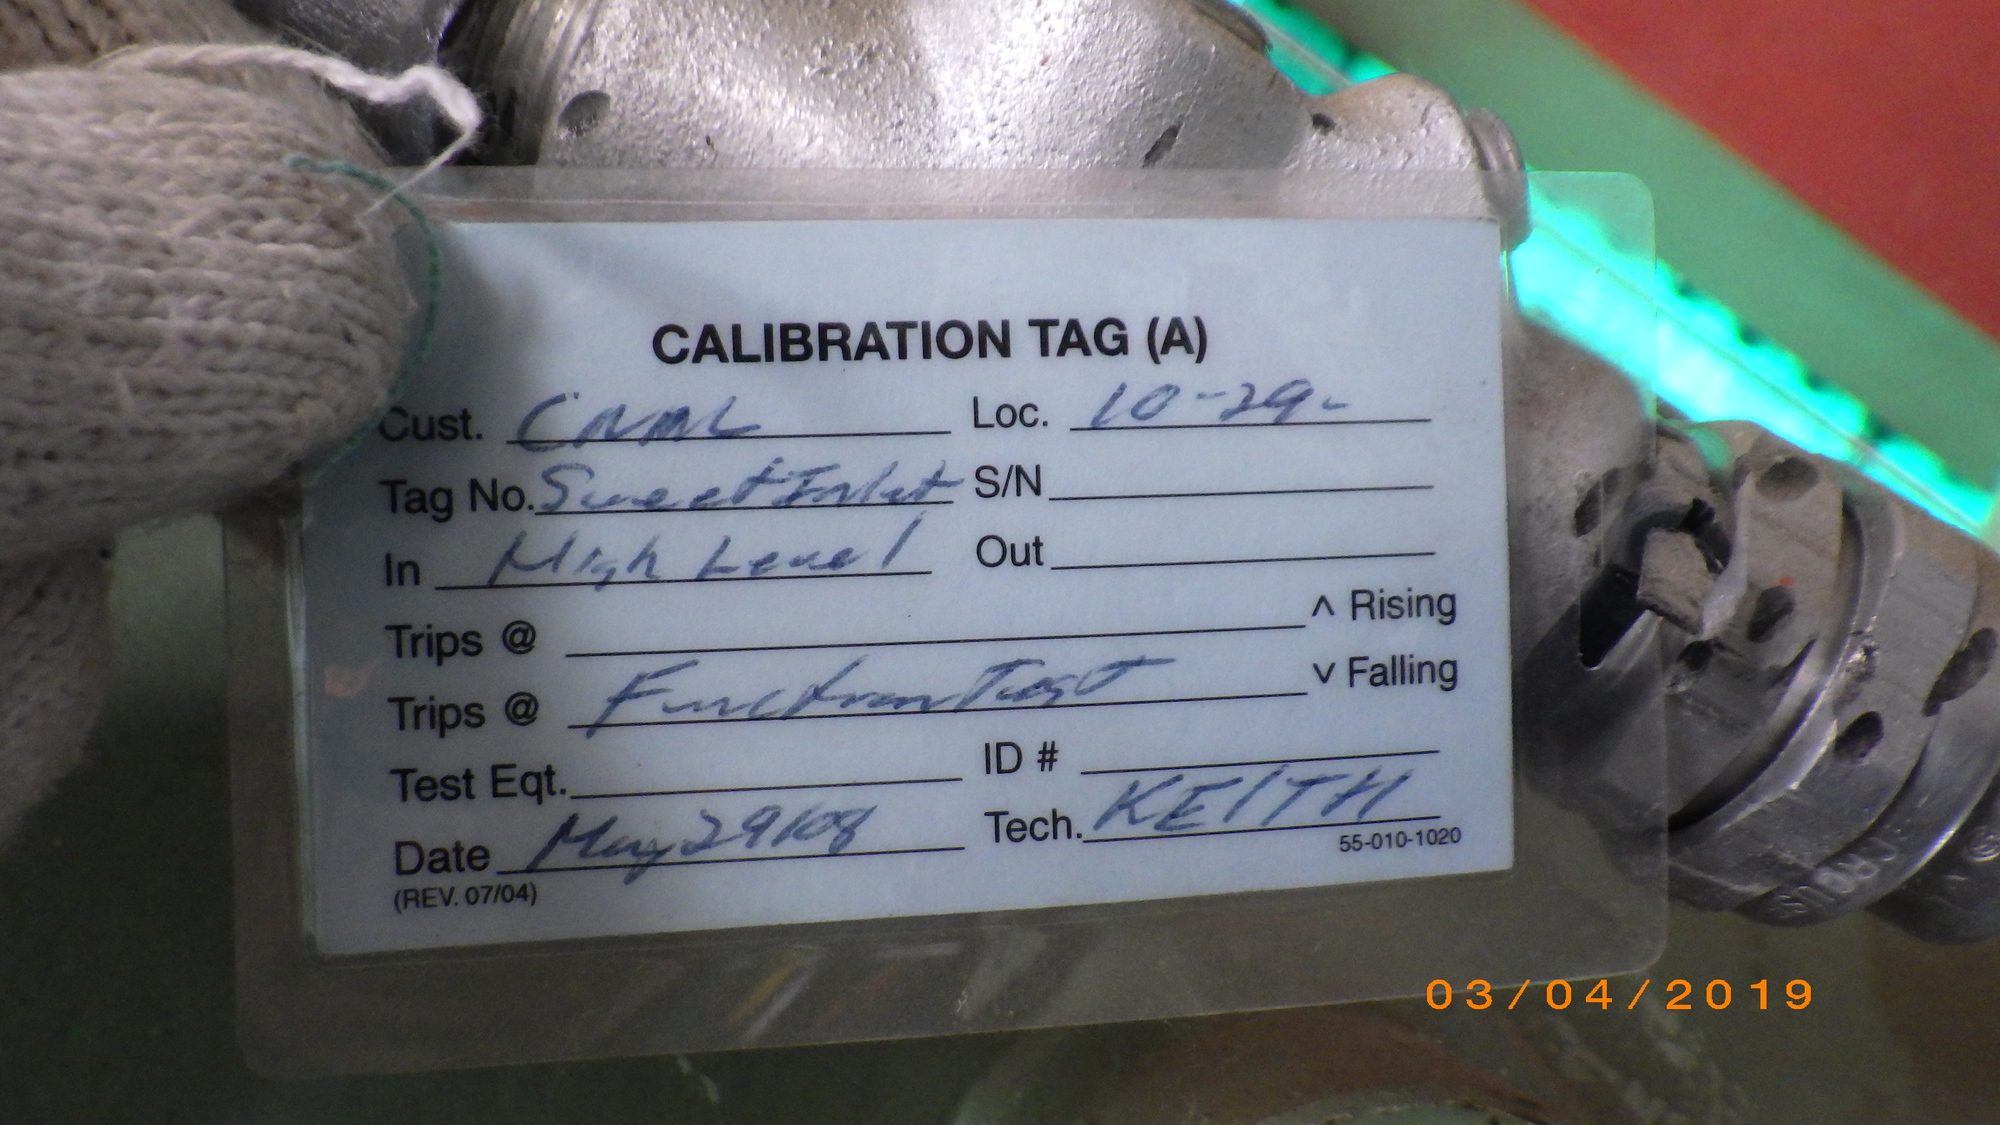 CALIBRATION TAG (A)
Cust. CNRL Loc. 10-29-
Tag No. Sweet Inlet S/N
In High Level Out
Trips @ ^ Rising
Trips @ Function Test v Falling
Test Eqt. ID #
Date May 29/08 Tech. KEITH
(REV. 07/04) 55-010-1020
03/04/2019